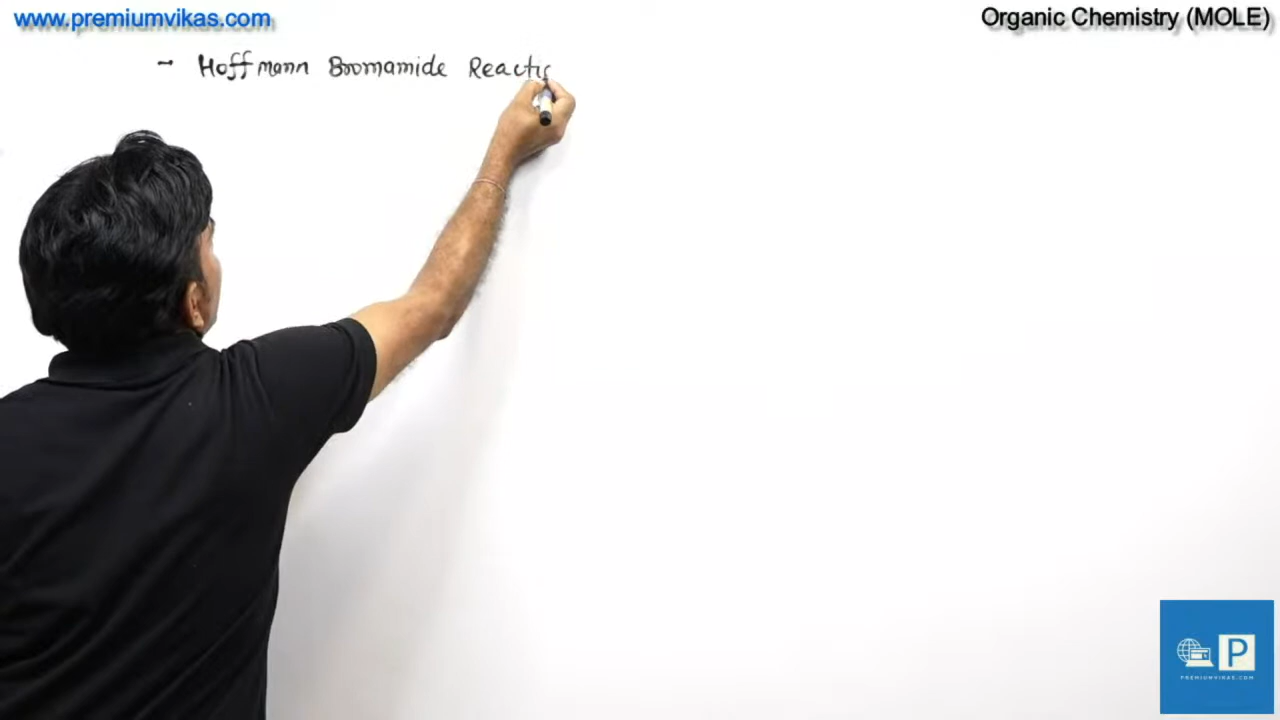 www.premiumvikas.com
Organic Chemistry (MOLE)
- Hoffmann Bromamide Reactio
P
PREMIUMVIKAS.COM